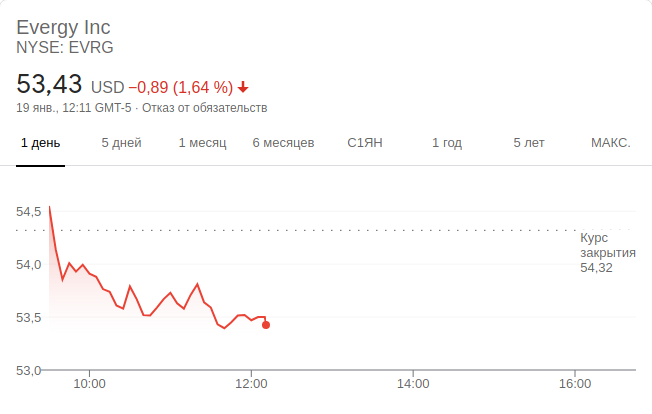 Evergy Inc
NYSE: EVRG
53,43 USD −0,89 (1,64 %)
19 янв., 12:11 GMT-5 · Отказ от обязательств
1 день 5 дней 1 месяц 6 месяцев С1ЯН 1 год 5 лет МАКС.
54,5
Курс
закрытия
54,32
54,0
53,5
53,0
10:00 12:00 14:00 16:00